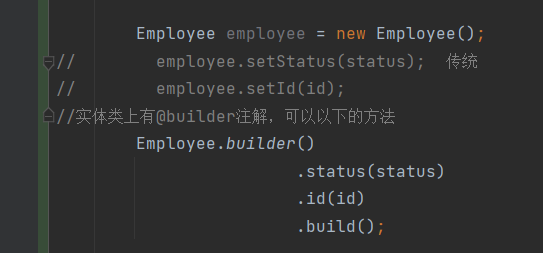 Employee employee = new Employee();
// employee.setStatus(status); 传统
// employee.setId(id);
//实体类上有@builder注解，可以以下的方法
Employee.builder()
.status(status)
.id(id)
.build();